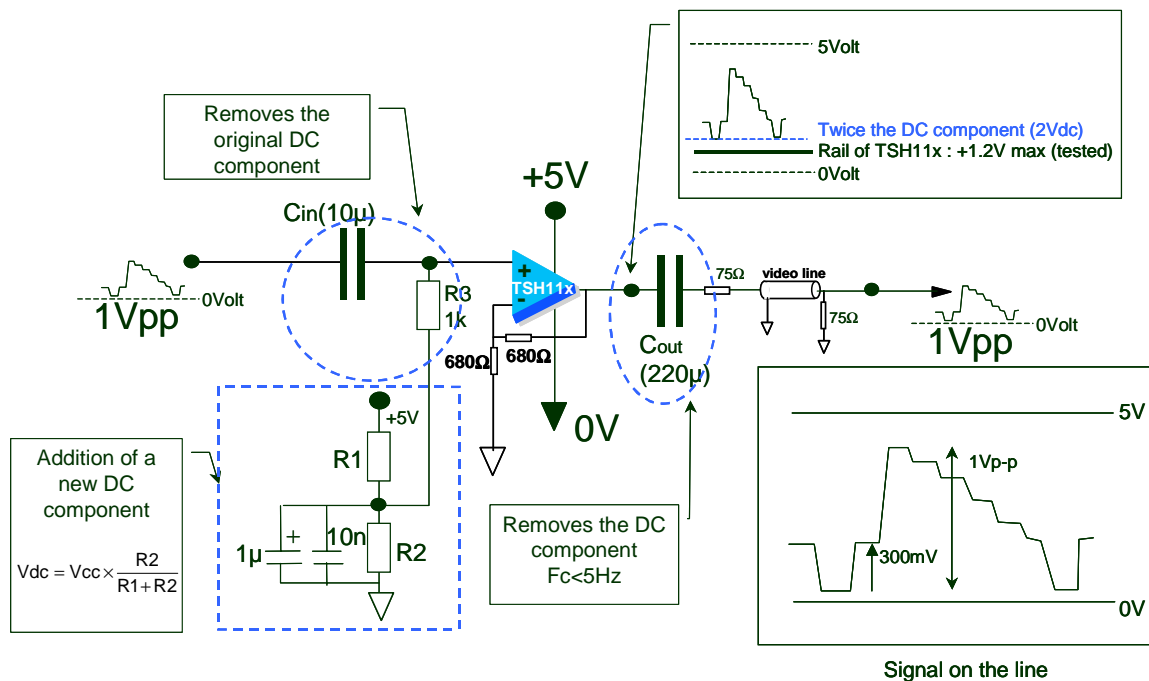 5Volt
Twice the DC component (2Vdc)
Rail of TSH11x : +1.2V max (tested)
0Volt
Removes the
original DC
component
+5V
Cin(10µ)
+
TSH11x
-
75Ω
video line
0Volt
1Vpp
R3
1k
680Ω
680Ω
Cout
(220µ)
75Ω
0Volt
1Vpp
0V
+5V
R1
Addition of a
new DC
component
Vdc = Vcc × R2
R1+R2
1µ
+
10n
R2
Removes the DC
component
Fc<5Hz
5V
1Vp-p
300mV
0V
Signal on the line